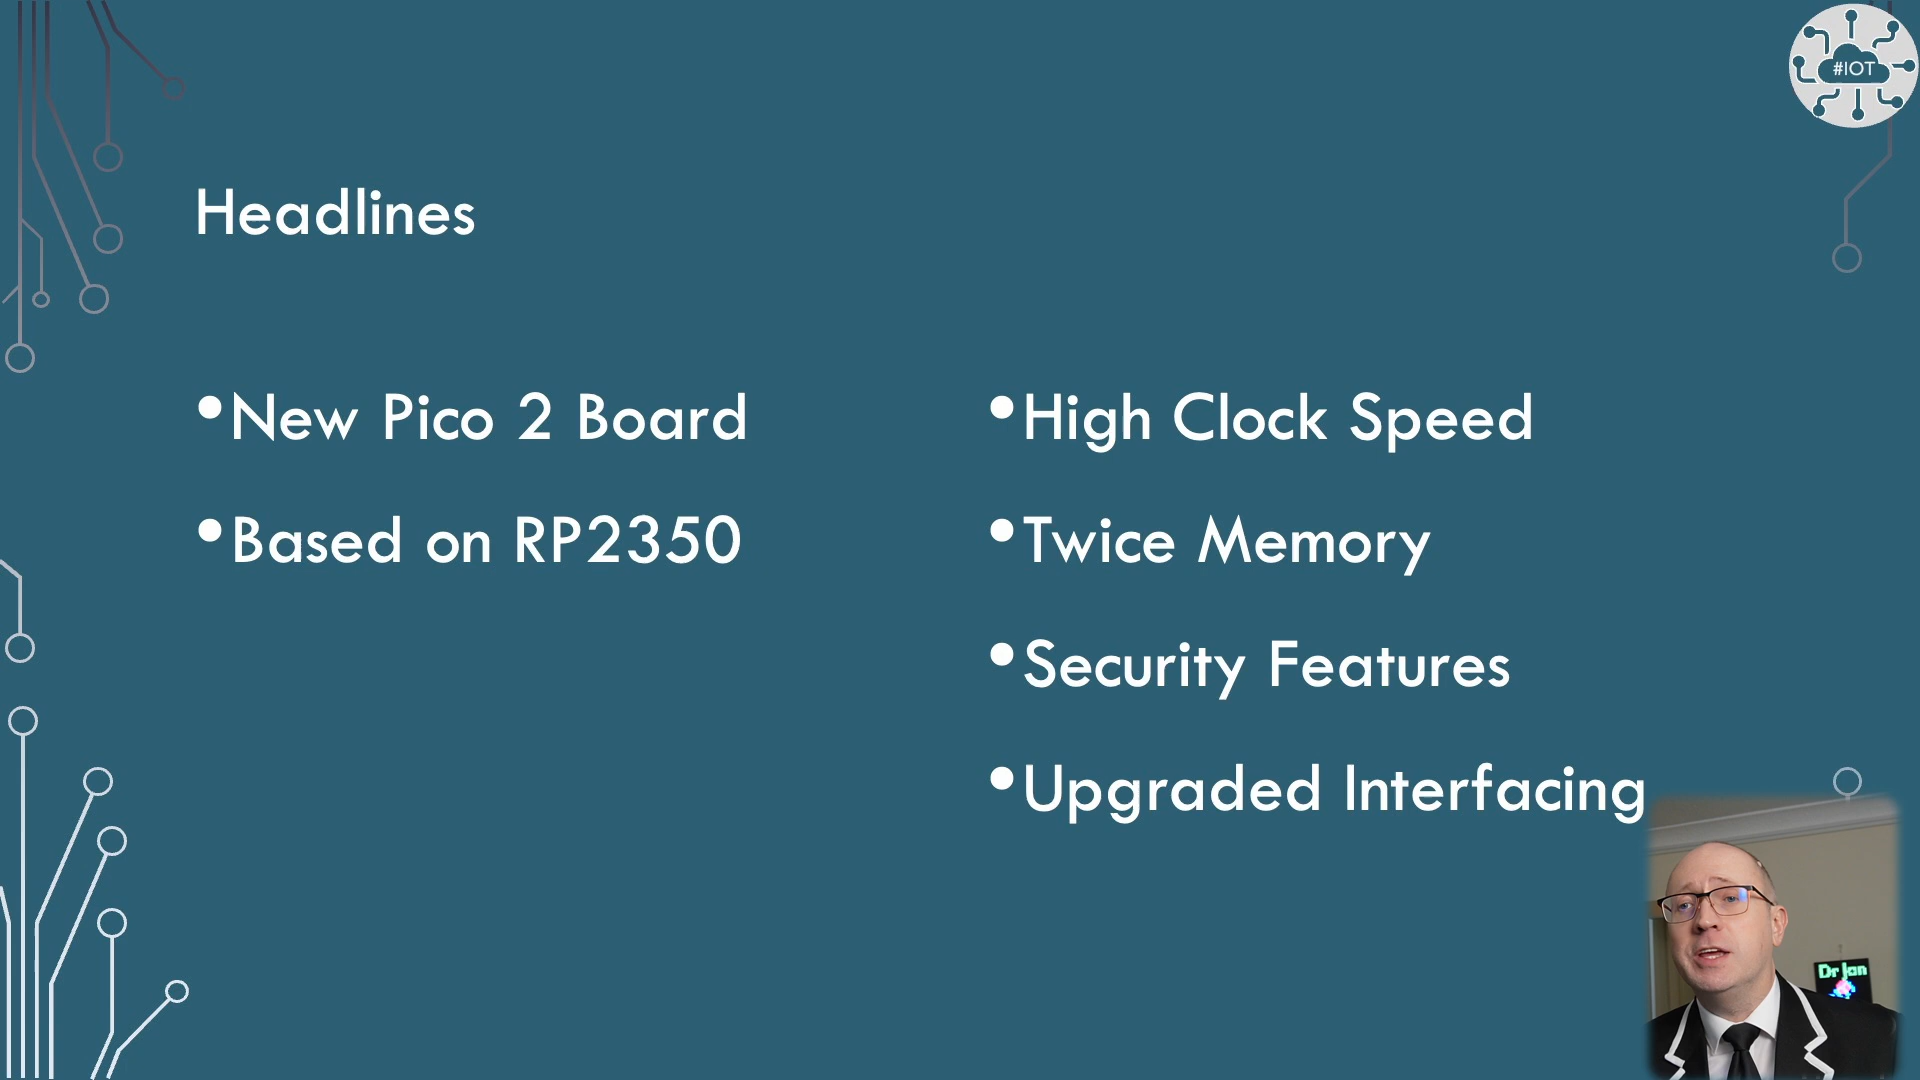 #IOT
Headlines
•New Pico 2 Board
•Based on RP2350
•High Clock Speed
•Twice Memory
•Security Features
•Upgraded Interfacing
Dr Ian